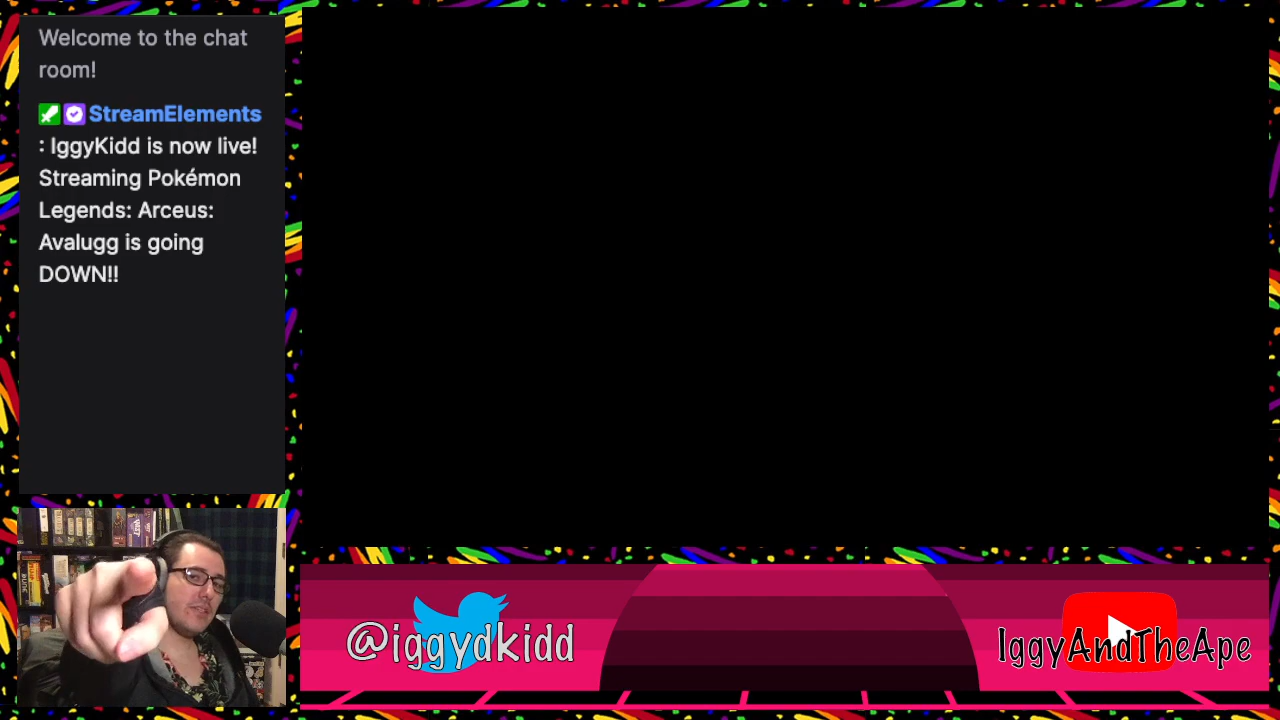 Welcome to the chat
room!
StreamElements
: IggyKidd is now live!
Streaming Pokémon
Legends: Arceus:
Avalugg is going
DOWN!!
@iggydkidd
IggyAndTheApe